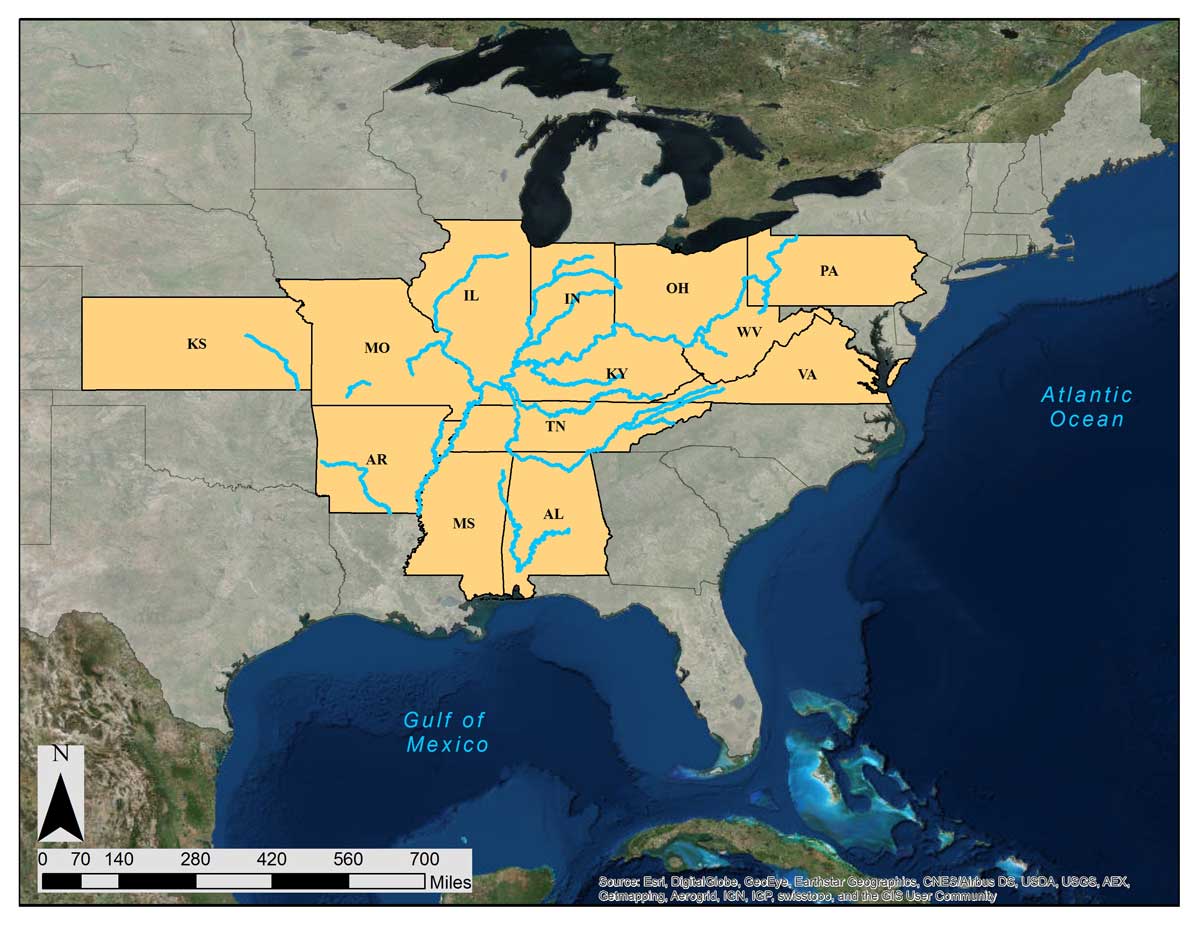 PA
IL
IN
OH
WV
KS
MO
KY
VA
TN
AR
MS
AL
Atlantic
Ocean
Gulf of
Mexico
N
0 70 140 280 420 560 700
Miles
Source: Esri, DigitalGlobe, GeoEye, Earthstar Geographics, CNES/Airbus DS, USDA, USGS, AEX,
Getmapping, Aerogrid, IGN, IGP, swisstopo, and the GIS User Community